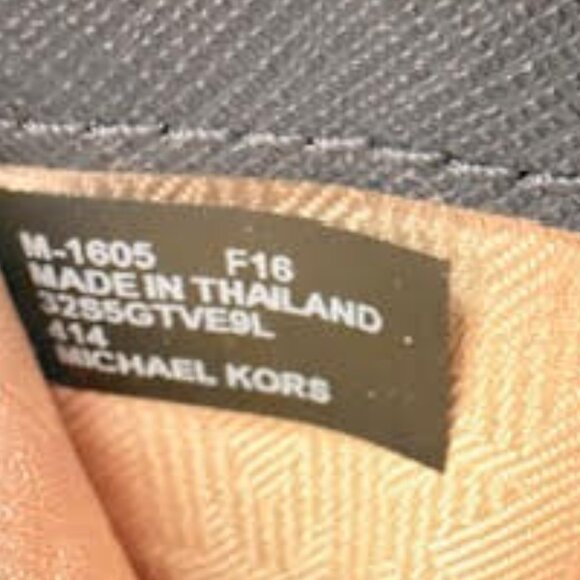 M-1605 F16
MADE IN THAILAND
32S5GTVE9L
414
MICHAEL KORS